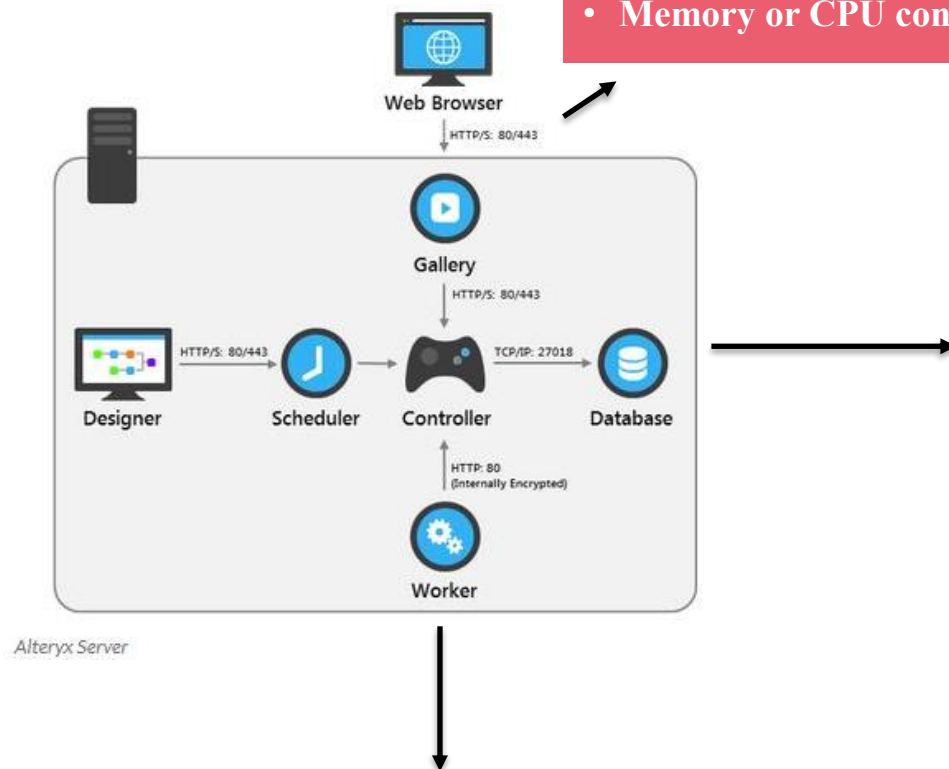 • Memory or CPU con
Web Browser
HTTP/S: 80/443
Gallery
HTTP/S: 80/443
HTTP/S: 80/443
TCP/IP: 27018
Designer
Scheduler
Controller
Database
HTTP: 80
(Internally Encrypted)
Worker
Alteryx Server